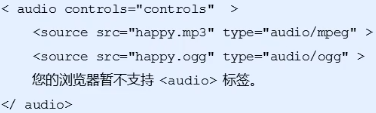 < audio controls="controls"  >
<source src="happy.mp3" type="audio/mpeg" >
<source src="happy.ogg" type="audio/ogg" >
您的浏览器暂不支持 <audio> 标签。
</ audio>